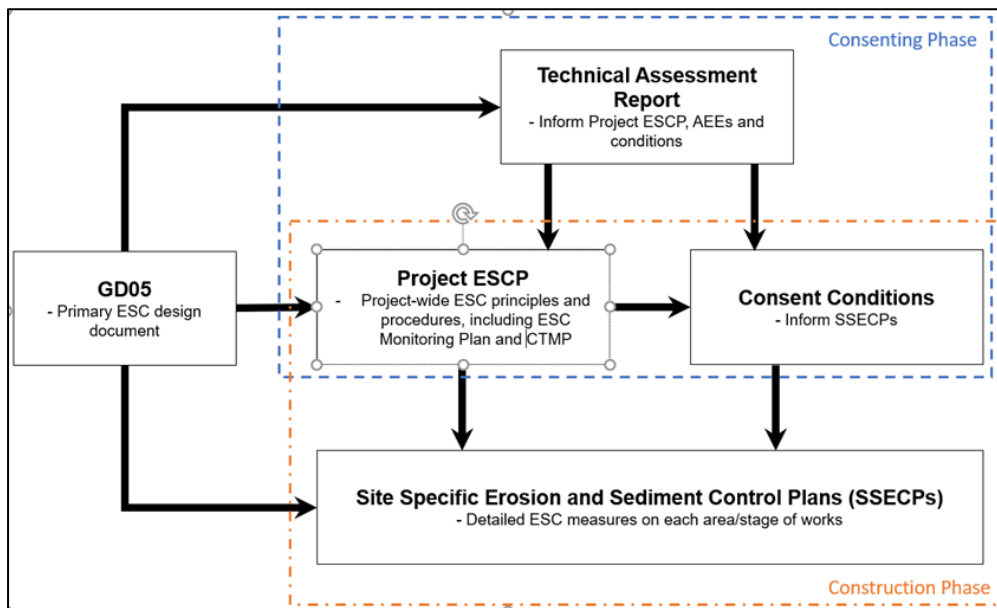 Consenting Phase
Technical Assessment
Report
- Inform Project ESCP, AEEs and
conditions
GD05
- Primary ESC design
document
Project ESCP
- Project-wide ESC principles and
procedures, including ESC
Monitoring Plan and CTMP
Consent Conditions
- Inform SSECPs
Site Specific Erosion and Sediment Control Plans (SSECPs)
- Detailed ESC measures on each area/stage of works
Construction Phase